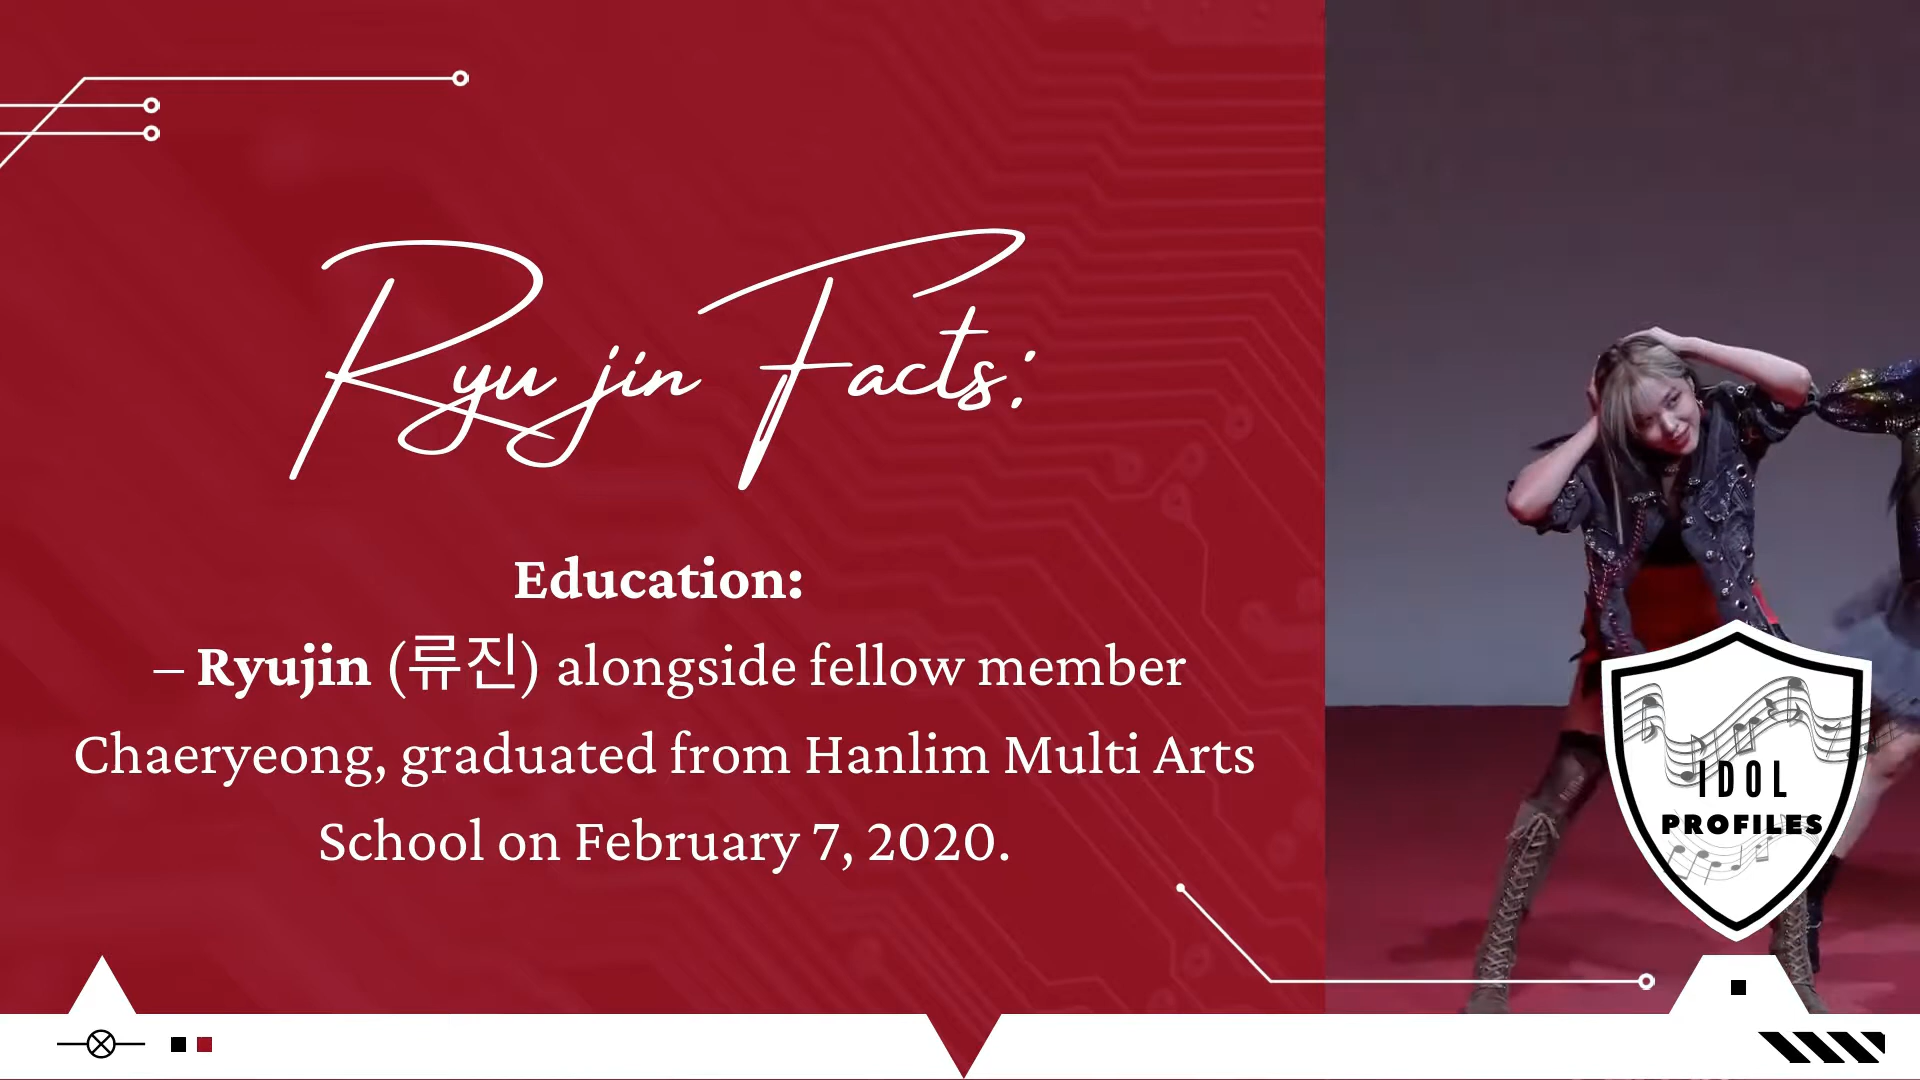 Ryujin Facts:
Education:
– Ryujin (류진) alongside fellow member
Chaeryeong, graduated from Hanlim Multi Arts
School on February 7, 2020.
IDOL
PROFILES